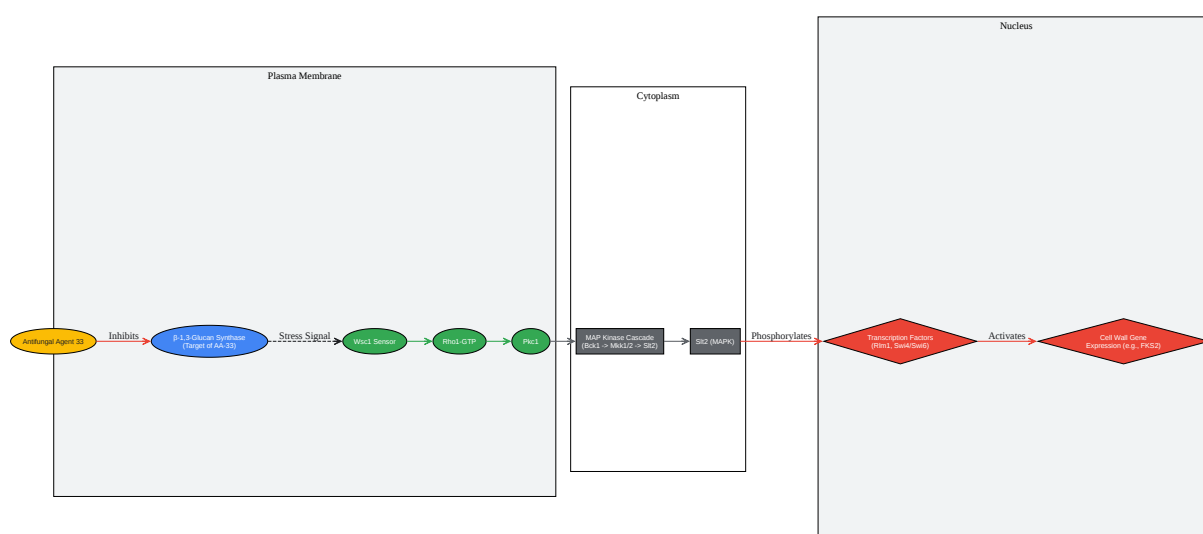 Nucleus
Plasma Membrane
Cytoplasm
Antifungal Agent 33
Inhibits
β-1,3-Glucan Synthase
(Target of AA-33)
Stress Signal
Wsc1 Sensor
Rho1-GTP
Pkc1
MAP Kinase Cascade
(Bck1 -> Mkk1/2 -> Slt2)
Slt2 (MAPK)
Phosphorylates
Transcription Factors
(Rlm1, Swi4/Swi6)
Activates
Cell Wall Gene
Expression (e.g., FKS2)